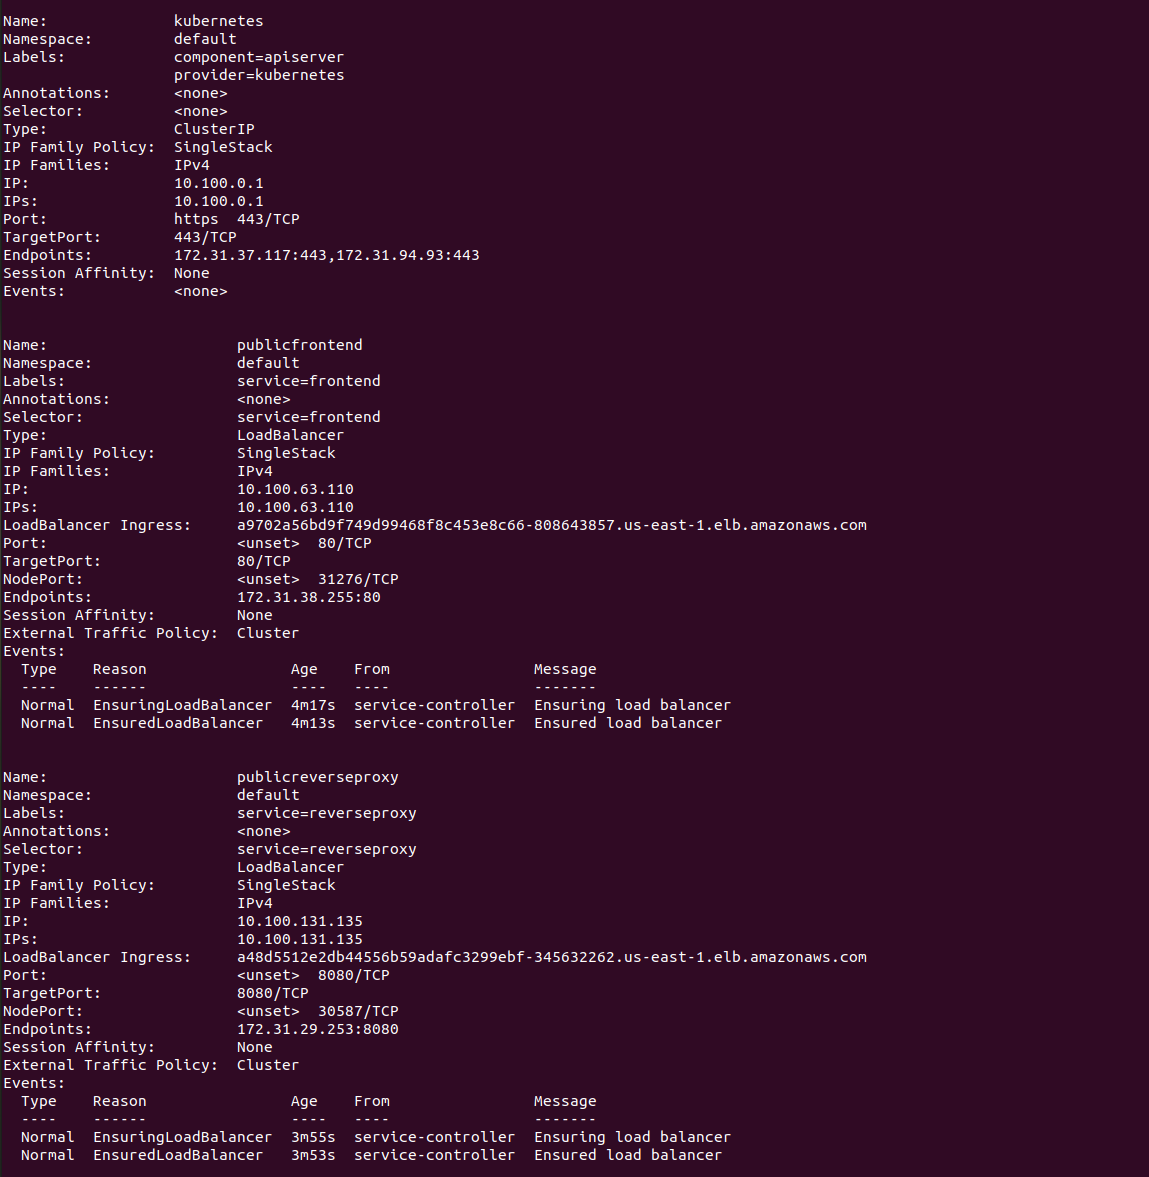 Name:              kubernetes
Namespace:         default
Labels:            component=apiserver
                   provider=kubernetes
Annotations:       <none>
Selector:          <none>
Type:              ClusterIP
IP Family Policy:  SingleStack
IP Families:       IPv4
IP:                10.100.0.1
IPs:               10.100.0.1
Port:              https  443/TCP
TargetPort:        443/TCP
Endpoints:         172.31.37.117:443,172.31.94.93:443
Session Affinity:  None
Events:            <none>
Name:                     publicfrontend
Namespace:                default
Labels:                   service=frontend
Annotations:              <none>
Selector:                 service=frontend
Type:                     LoadBalancer
IP Family Policy:         SingleStack
IP Families:              IPv4
IP:                       10.100.63.110
IPs:                      10.100.63.110
LoadBalancer Ingress:     a9702a56bd9f749d99468f8c453e8c66-808643857.us-east-1.elb.amazonaws.com
Port:                     <unset>  80/TCP
TargetPort:               80/TCP
NodePort:                 <unset>  31276/TCP
Endpoints:                172.31.38.255:80
Session Affinity:         None
External Traffic Policy:  Cluster
Events:
  Type    Reason                Age    From                Message
  ----    ------                ----   ----                -------
  Normal  EnsuringLoadBalancer  4m17s  service-controller  Ensuring load balancer
  Normal  EnsuredLoadBalancer   4m13s  service-controller  Ensured load balancer
Name:                     publicreverseproxy
Namespace:                default
Labels:                   service=reverseproxy
Annotations:              <none>
Selector:                 service=reverseproxy
Type:                     LoadBalancer
IP Family Policy:         SingleStack
IP Families:              IPv4
IP:                       10.100.131.135
IPs:                      10.100.131.135
LoadBalancer Ingress:     a48d5512e2db44556b59adafc3299ebf-345632262.us-east-1.elb.amazonaws.com
Port:                     <unset>  8080/TCP
TargetPort:               8080/TCP
NodePort:                 <unset>  30587/TCP
Endpoints:                172.31.29.253:8080
Session Affinity:         None
External Traffic Policy:  Cluster
Events:
  Type    Reason                Age    From                Message
  ----    ------                ----   ----                -------
  Normal  EnsuringLoadBalancer  3m55s  service-controller  Ensuring load balancer
  Normal  EnsuredLoadBalancer   3m53s  service-controller  Ensured load balancer